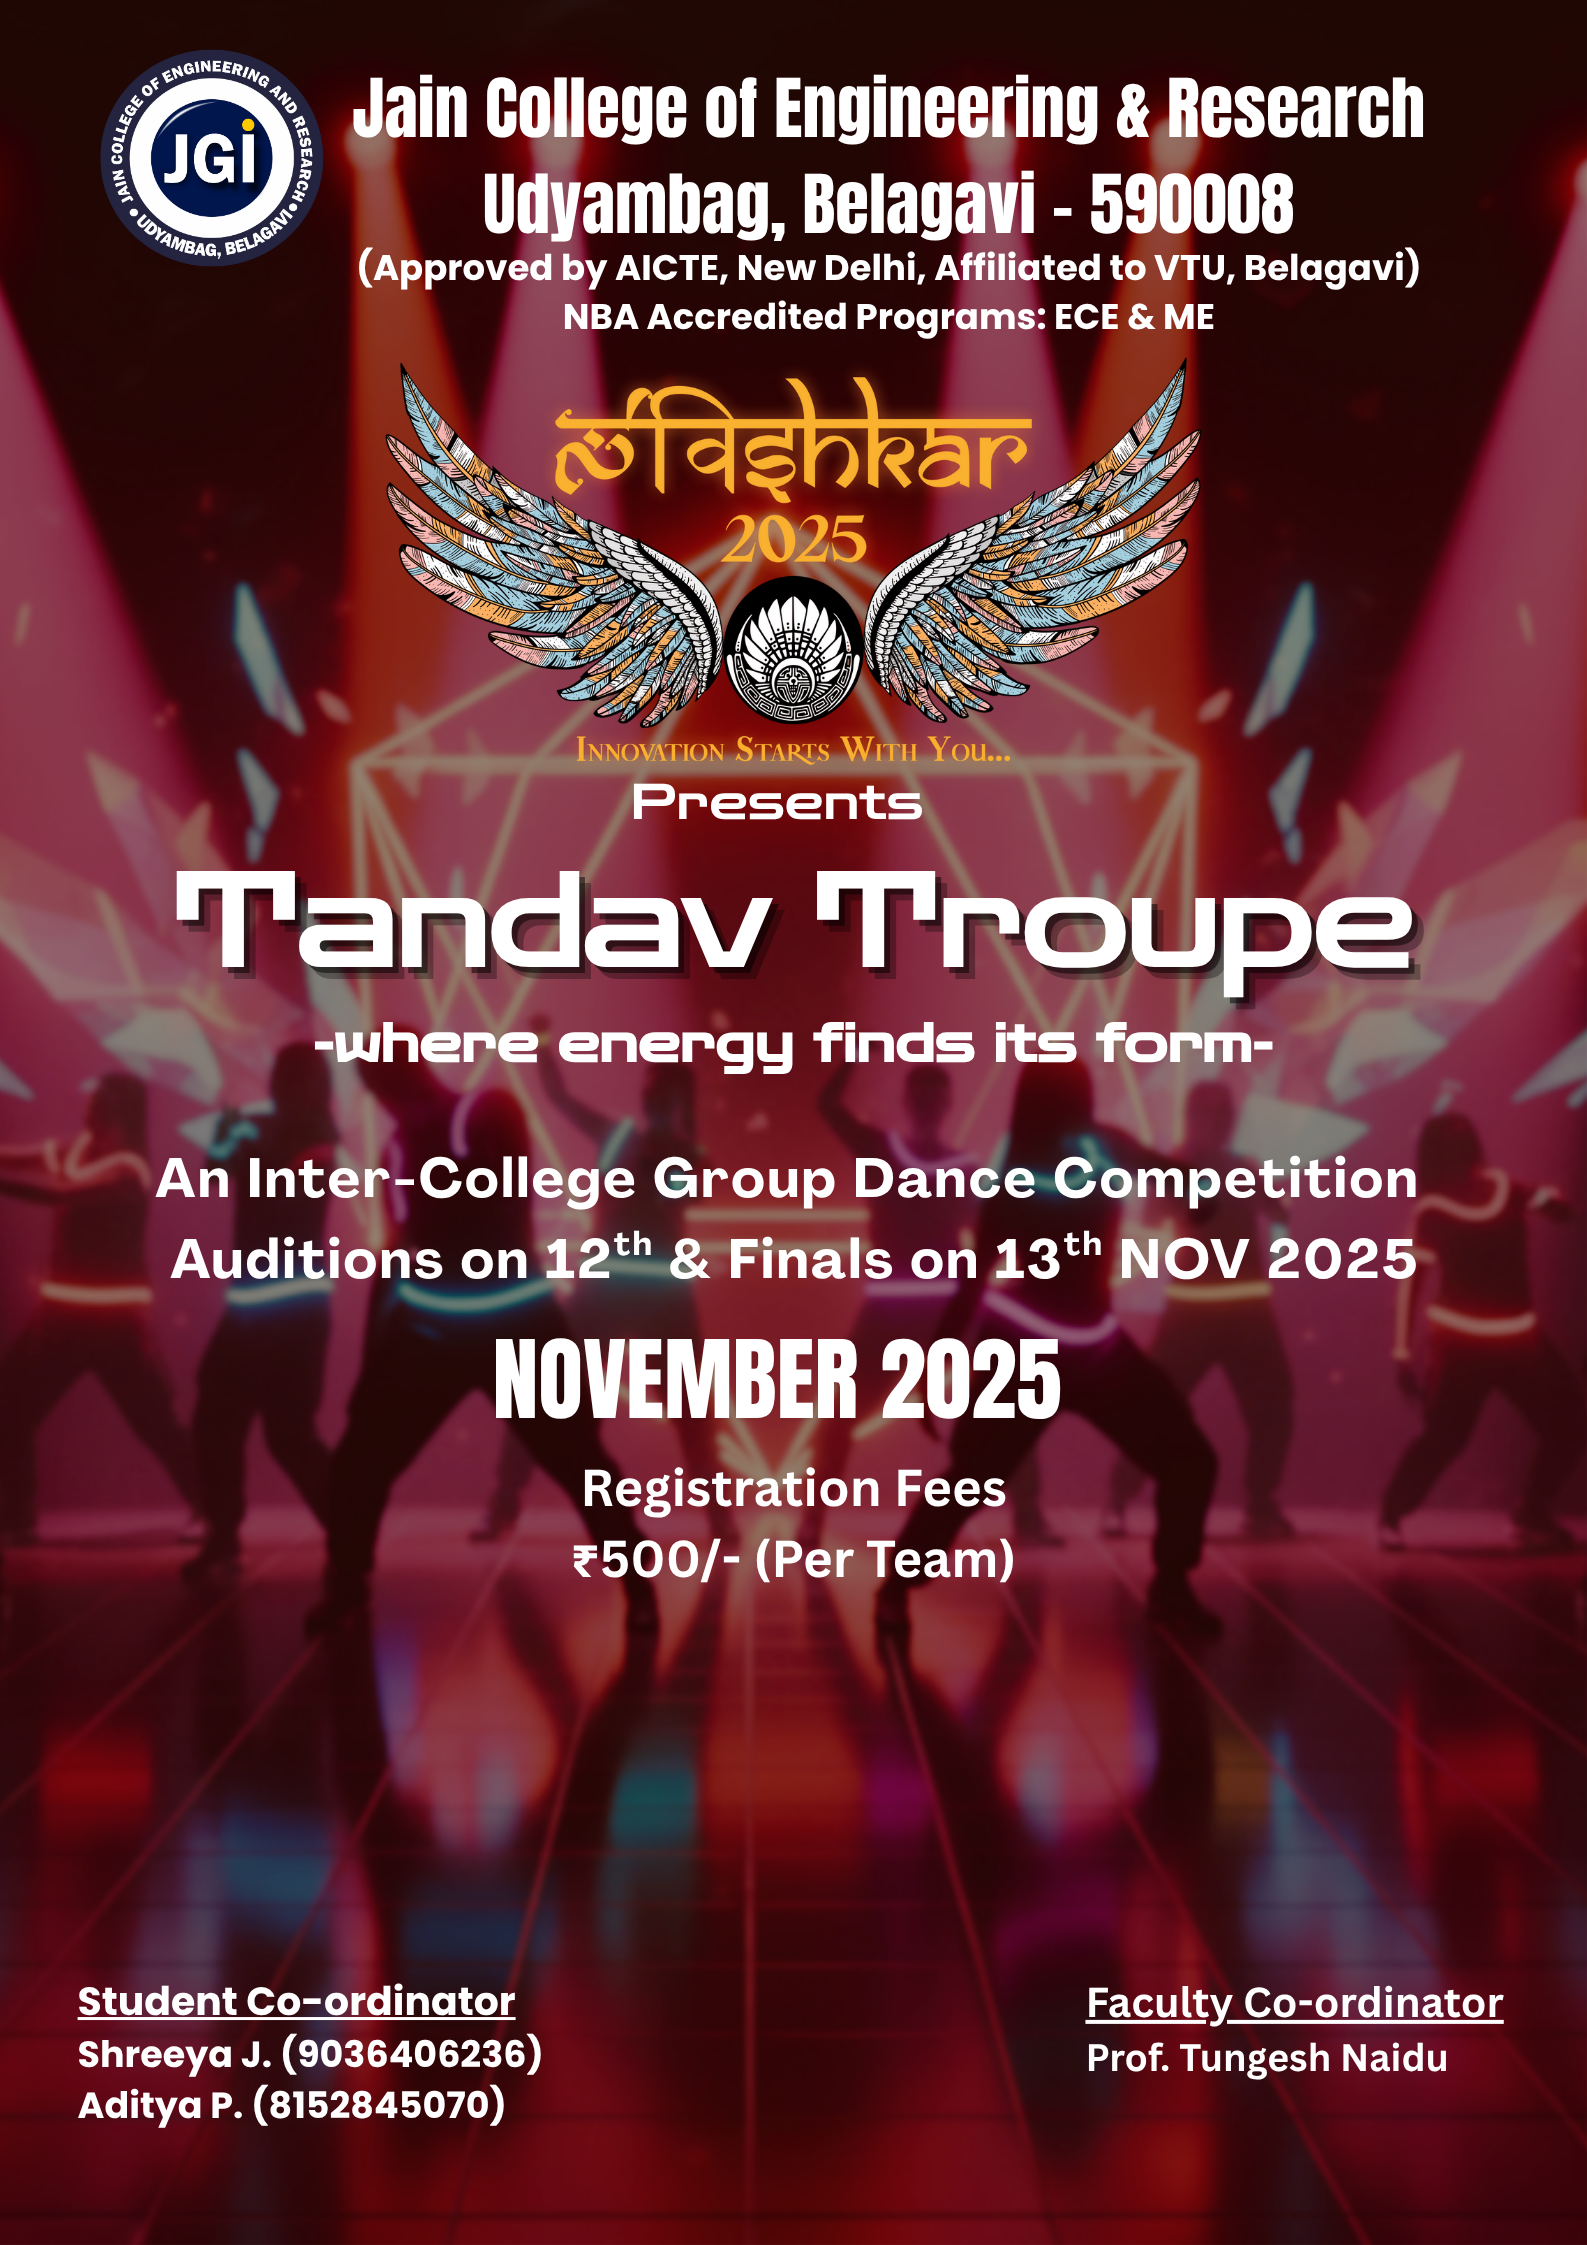 JAIN COLLEGE OF ENGINEERING AND RESEARCH
• UDYAMBAG, BELAGAVI •
JGi
Jain College of Engineering & Research
Udyambag, Belagavi - 590008
(Approved by AICTE, New Delhi, Affiliated to VTU, Belagavi)
NBA Accredited Programs: ECE & ME
2025
Innovation Starts With You...
Presents
Tandav Troupe
-where energy finds its form-
An Inter-College Group Dance Competition
Auditions on 12th & Finals on 13th NOV 2025
NOVEMBER 2025
Registration Fees
₹500/- (Per Team)
Student Co-ordinator
Shreeya J. (9036406236)
Aditya P. (8152845070)
Faculty Co-ordinator
Prof. Tungesh Naidu